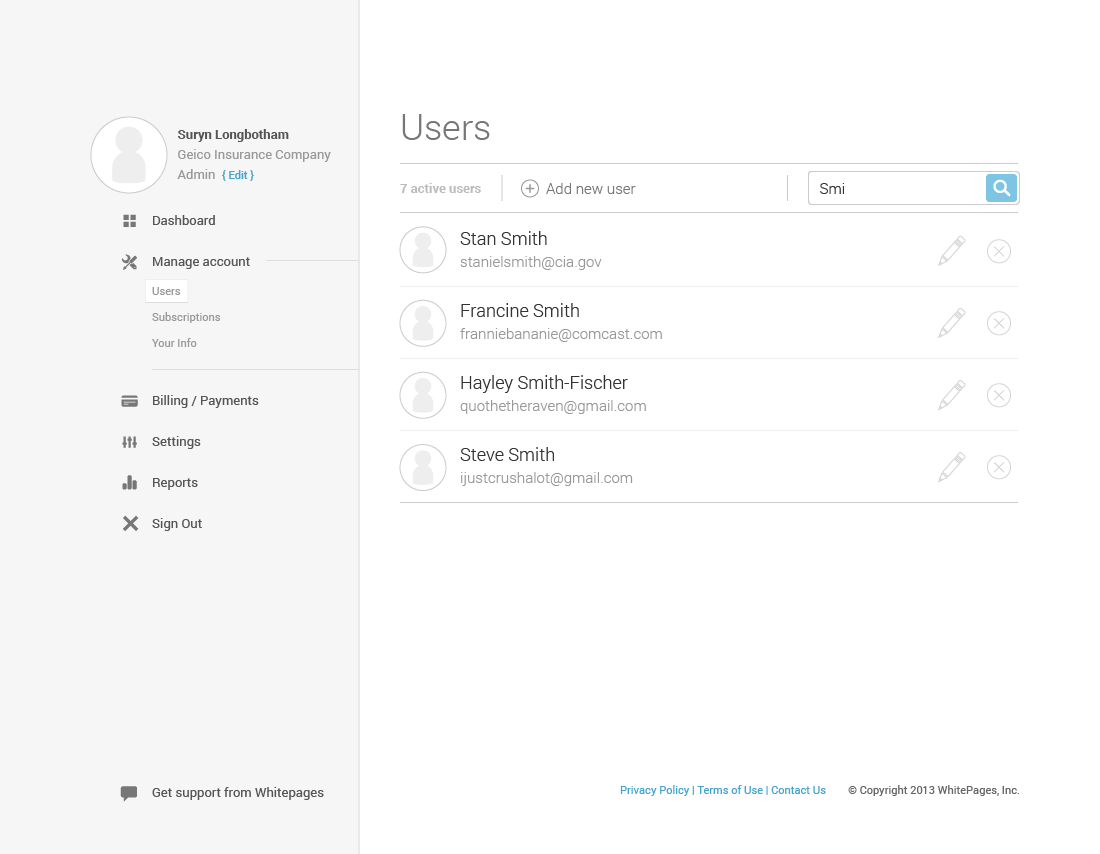 Suryn Longbotham
Geico Insurance Company
Admin { Edit }
Dashboard
Manage account
Users
Subscriptions
Your Info
Billing / Payments
Settings
Reports
Sign Out
Get support from Whitepages
Users
7 active users
Add new user
Smi
Stan Smith
stanielsmith@cia.gov
Francine Smith
franniebananie@comcast.com
Hayley Smith-Fischer
quothetheraven@gmail.com
Steve Smith
ijustcrushalot@gmail.com
Privacy Policy | Terms of Use | Contact Us © Copyright 2013 WhitePages, Inc.